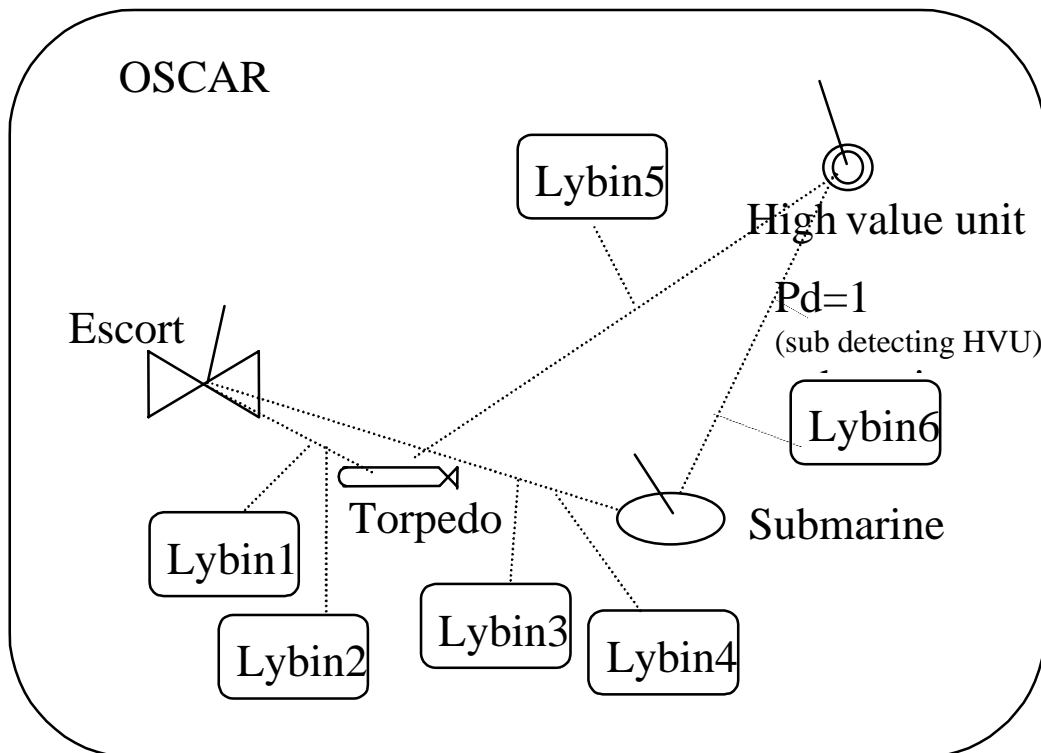 OSCAR
Lybin5
High value unit
Pd=1
(sub detecting HVU)
Escort
Lybin6
Torpedo
Submarine
Lybin1
Lybin3
Lybin2
Lybin4